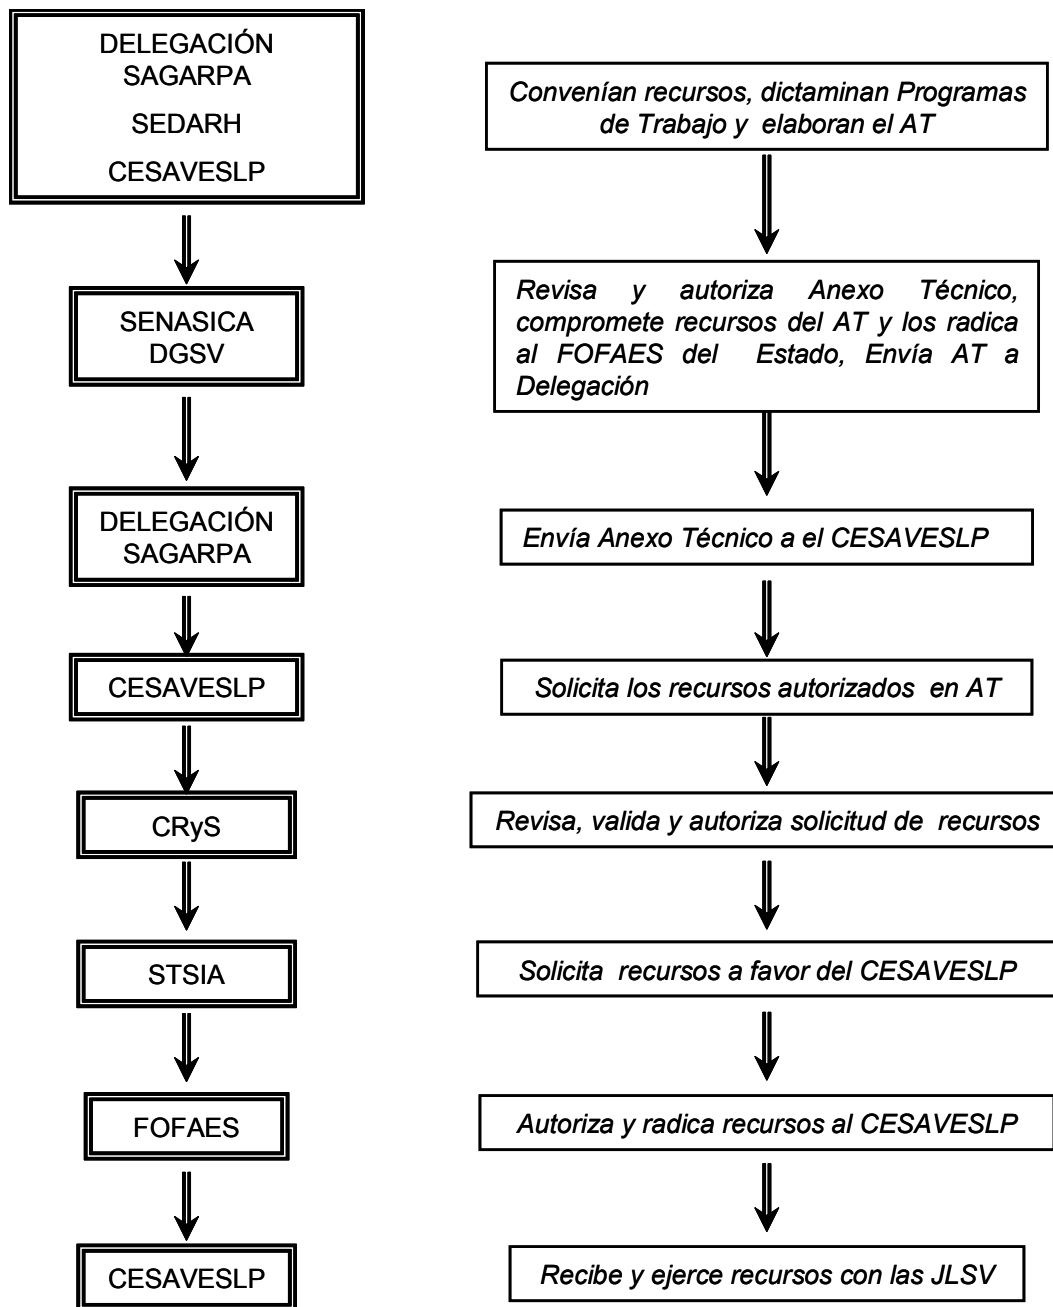 DELEGACIÓN
SAGARPA
SEDARH
CESAVESLP
Convenían recursos, dictaminan Programas
de Trabajo y elaboran el AT
SENASICA
DGSV
Revisa y autoriza Anexo Técnico,
compromete recursos del AT y los radica
al FOFAES del Estado, Envía AT a
Delegación
DELEGACIÓN
SAGARPA
Envía Anexo Técnico a el CESAVESLP
CESAVESLP
Solicita los recursos autorizados en AT
CRyS
Revisa, valida y autoriza solicitud de recursos
STSIA
Solicita recursos a favor del CESAVESLP
FOFAES
Autoriza y radica recursos al CESAVESLP
CESAVESLP
Recibe y ejerce recursos con las JLSV